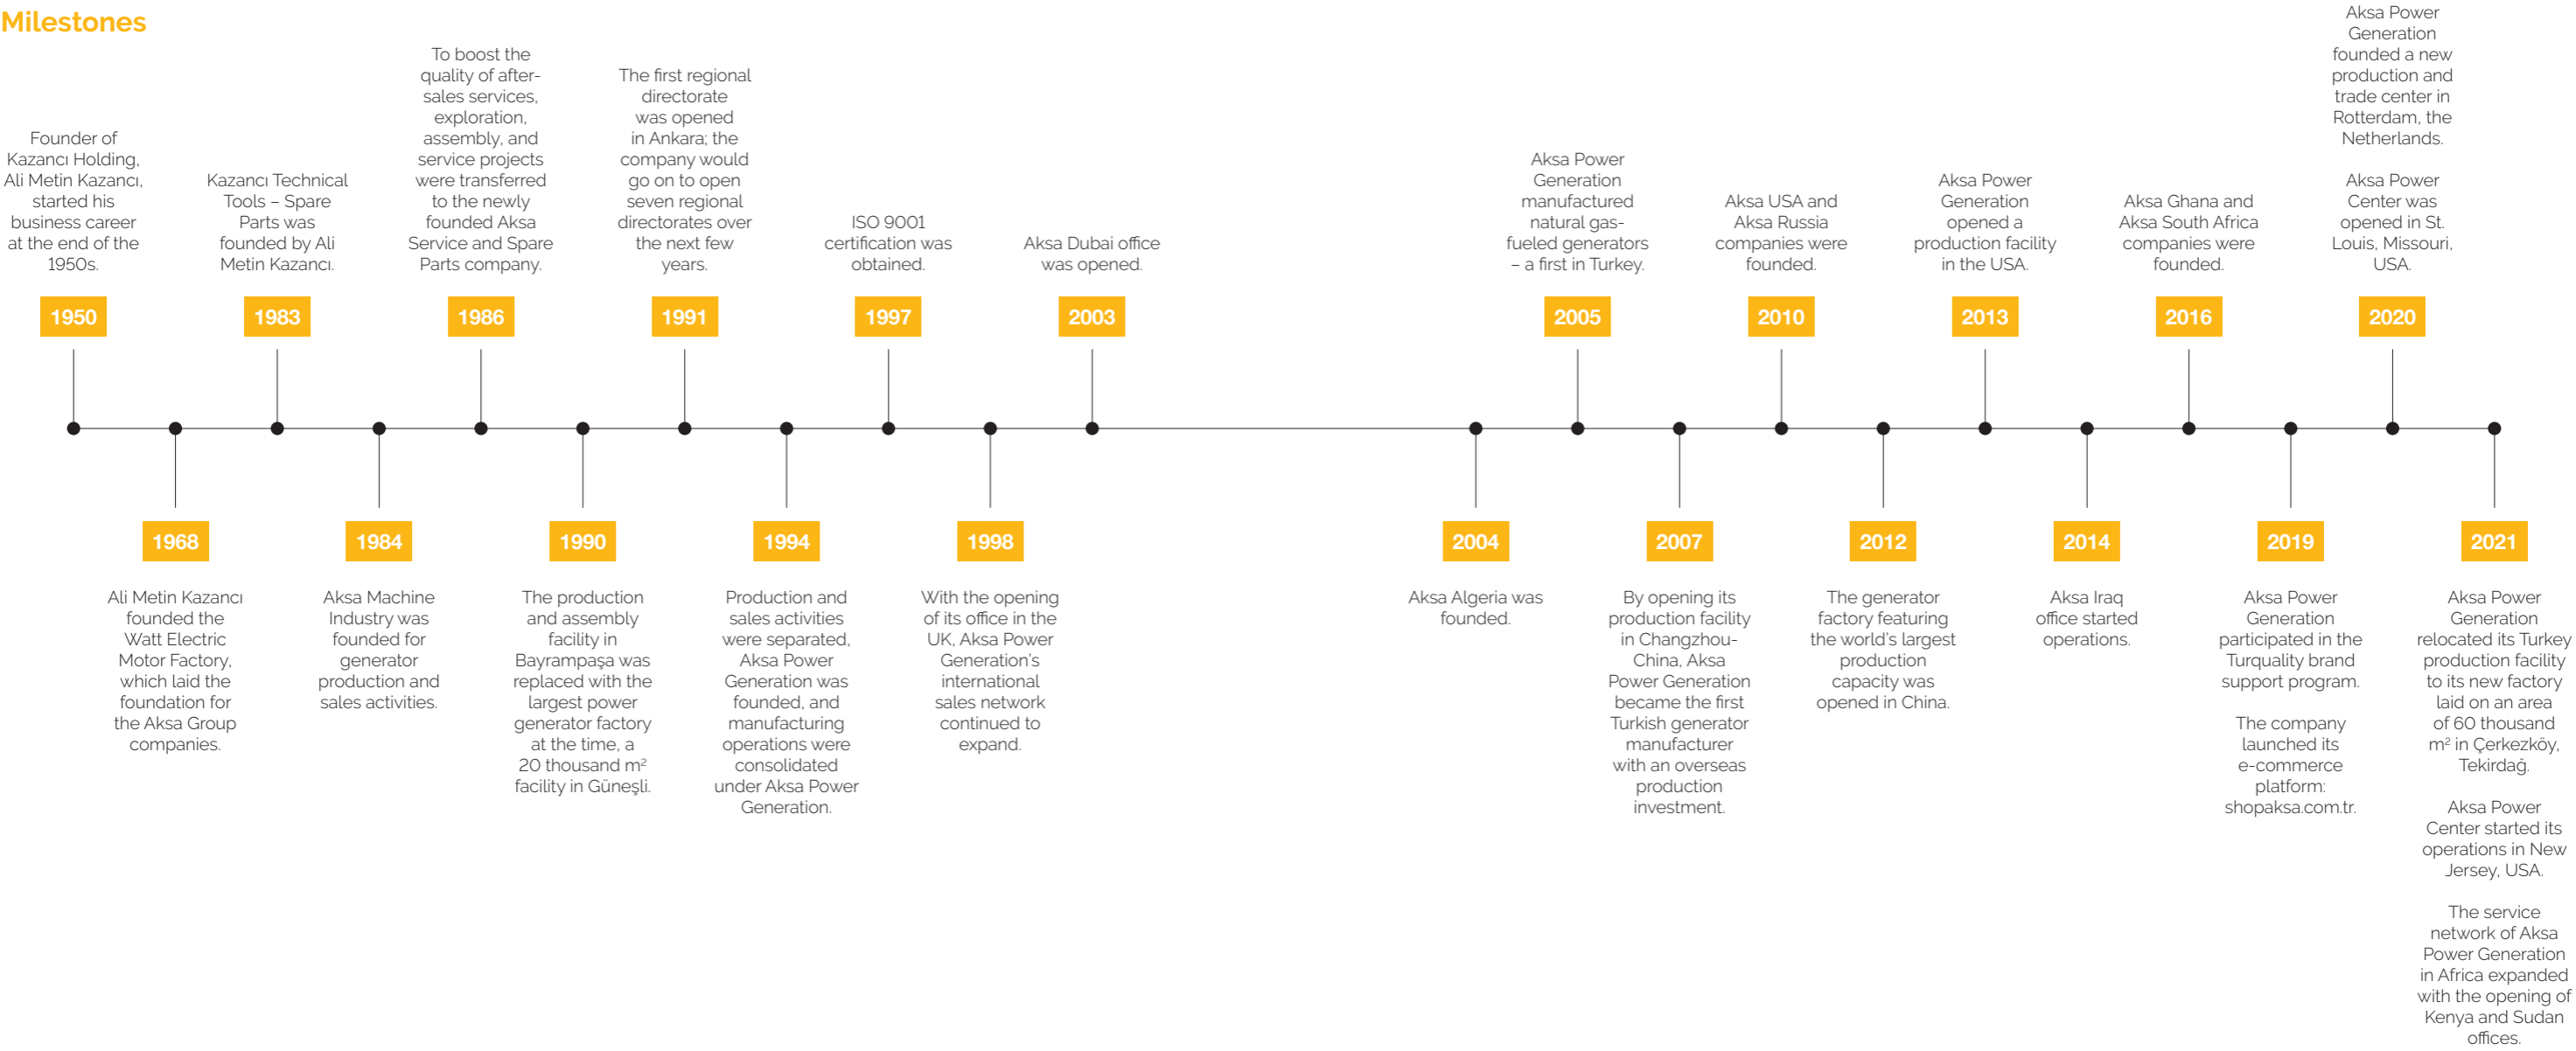 Milestones
Founder of
Kazancı Holding,
Ali Metin Kazancı,
started his
business career
at the end of the
1950s.
1950
Ali Metin Kazancı
founded the
Watt Electric
Motor Factory,
which laid the
foundation for
the Aksa Group
companies.
1968
Kazancı Technical
Tools – Spare
Parts was
founded by Ali
Metin Kazancı.
1983
1984
Aksa Machine
Industry was
founded for
generator
production and
sales activities.
To boost the
quality of after-
sales services,
exploration,
assembly, and
service projects
were transferred
to the newly
founded Aksa
Service and Spare
Parts company.
1986
1990
The production
and assembly
facility in
Bayrampaşa was
replaced with the
largest power
generator factory
at the time, a
20 thousand m²
facility in Güneşli.
The first regional
directorate
was opened
in Ankara; the
company would
go on to open
seven regional
directorates over
the next few
years.
1991
1994
Production and
sales activities
were separated,
Aksa Power
Generation was
founded, and
manufacturing
operations were
consolidated
under Aksa Power
Generation.
ISO 9001
certification was
obtained.
1997
1998
With the opening
of its office in the
UK, Aksa Power
Generation’s
international
sales network
continued to
expand.
Aksa Dubai office
was opened.
2003
2004
Aksa Algeria was
founded.
Aksa Power
Generation
manufactured
natural gas-
fueled generators
– a first in Turkey.
2005
2007
By opening its
production facility
in Changzhou-
China, Aksa
Power Generation
became the first
Turkish generator
manufacturer
with an overseas
production
investment.
Aksa USA and
Aksa Russia
companies were
founded.
2010
2012
The generator
factory featuring
the world’s largest
production
capacity was
opened in China.
Aksa Power
Generation
opened a
production facility
in the USA.
2013
2014
Aksa Iraq
office started
operations.
Aksa Ghana and
Aksa South Africa
companies were
founded.
2016
2019
Aksa Power
Generation
participated in the
Turquality brand
support program.
The company
launched its
e-commerce
platform:
shopaksa.com.tr.
Aksa Power
Generation
founded a new
production and
trade center in
Rotterdam, the
Netherlands.
Aksa Power
Center was
opened in St.
Louis, Missouri,
USA.
2020
2021
Aksa Power
Generation
relocated its Turkey
production facility
to its new factory
laid on an area
of 60 thousand
m² in Çerkezköy,
Tekirdağ.
Aksa Power
Center started its
operations in New
Jersey, USA.
The service
network of Aksa
Power Generation
in Africa expanded
with the opening of
Kenya and Sudan
offices.